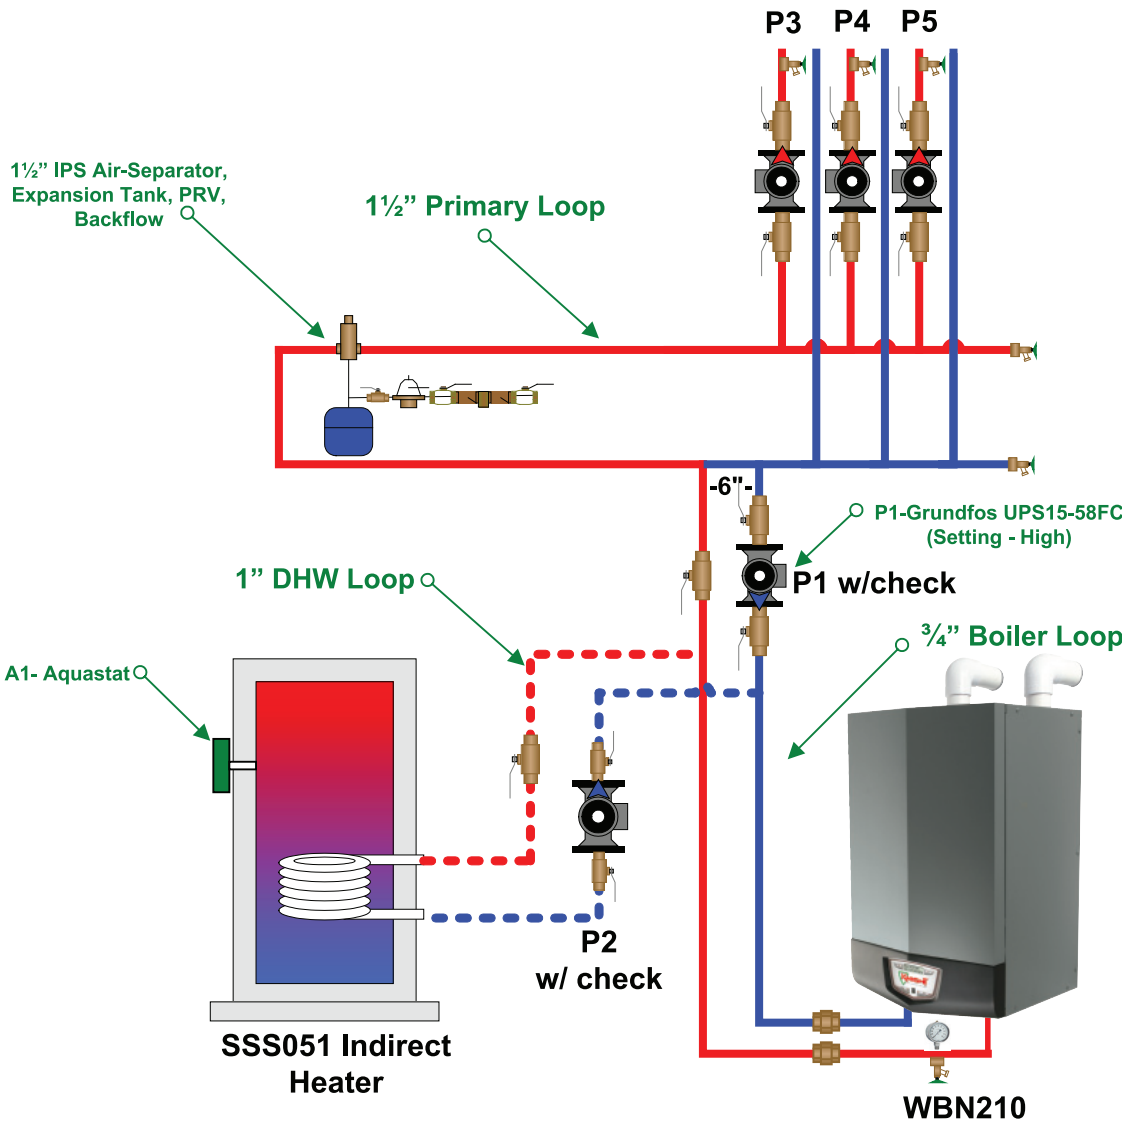 P3
P4
P5
1½” IPS Air-Separator,
Expansion Tank, PRV,
Backflow
1½” Primary Loop
-6"-
P1-Grundfos UPS15-58FC
(Setting - High)
1” DHW Loop
P1 w/check
¾” Boiler Loop
A1- Aquastat
P2
w/ check
SSS051 Indirect
Heater
WBN210